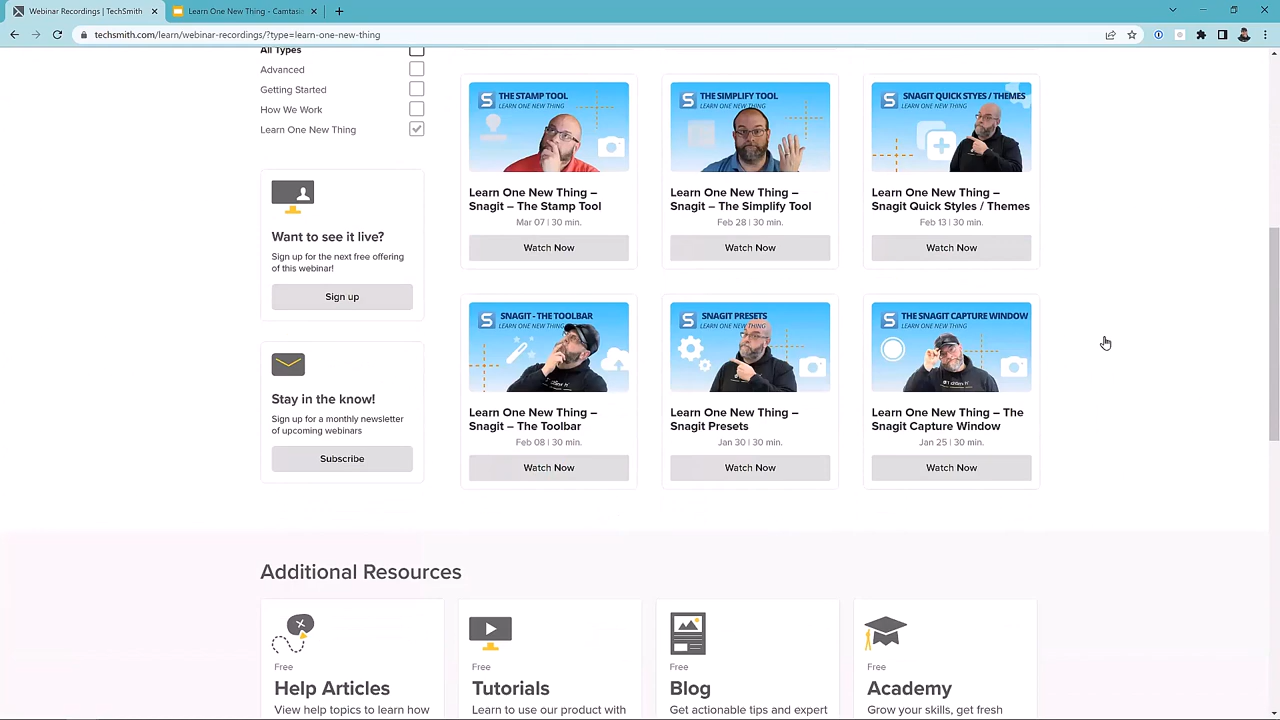 Webinar Recordings | TechSmith
Learn One New Thing - Camtasia
techsmith.com/learn/webinar-recordings/?type=learn-one-new-thing
All Types
Advanced
Getting Started
How We Work
Learn One New Thing
Want to see it live?
Sign up for the next free offering
of this webinar!
Sign up
Stay in the know!
Sign up for a monthly newsletter
of upcoming webinars
Subscribe
THE STAMP TOOL
LEARN ONE NEW THING
Learn One New Thing –
Snagit – The Stamp Tool
Mar 07 | 30 min.
Watch Now
THE SIMPLIFY TOOL
LEARN ONE NEW THING
Learn One New Thing –
Snagit – The Simplify Tool
Feb 28 | 30 min.
Watch Now
SNAGIT QUICK STYES / THEMES
LEARN ONE NEW THING
Learn One New Thing –
Snagit Quick Styles / Themes
Feb 13 | 30 min.
Watch Now
SNAGIT - THE TOOLBAR
LEARN ONE NEW THING
Learn One New Thing –
Snagit – The Toolbar
Feb 08 | 30 min.
Watch Now
SNAGIT PRESETS
LEARN ONE NEW THING
Learn One New Thing –
Snagit Presets
Jan 30 | 30 min.
Watch Now
THE SNAGIT CAPTURE WINDOW
LEARN ONE NEW THING
Learn One New Thing – The
Snagit Capture Window
Jan 25 | 30 min.
Watch Now
Additional Resources
Free
Help Articles
View help topics to learn how
Free
Tutorials
Learn to use our product with
Free
Blog
Get actionable tips and expert
Free
Academy
Grow your skills, get fresh